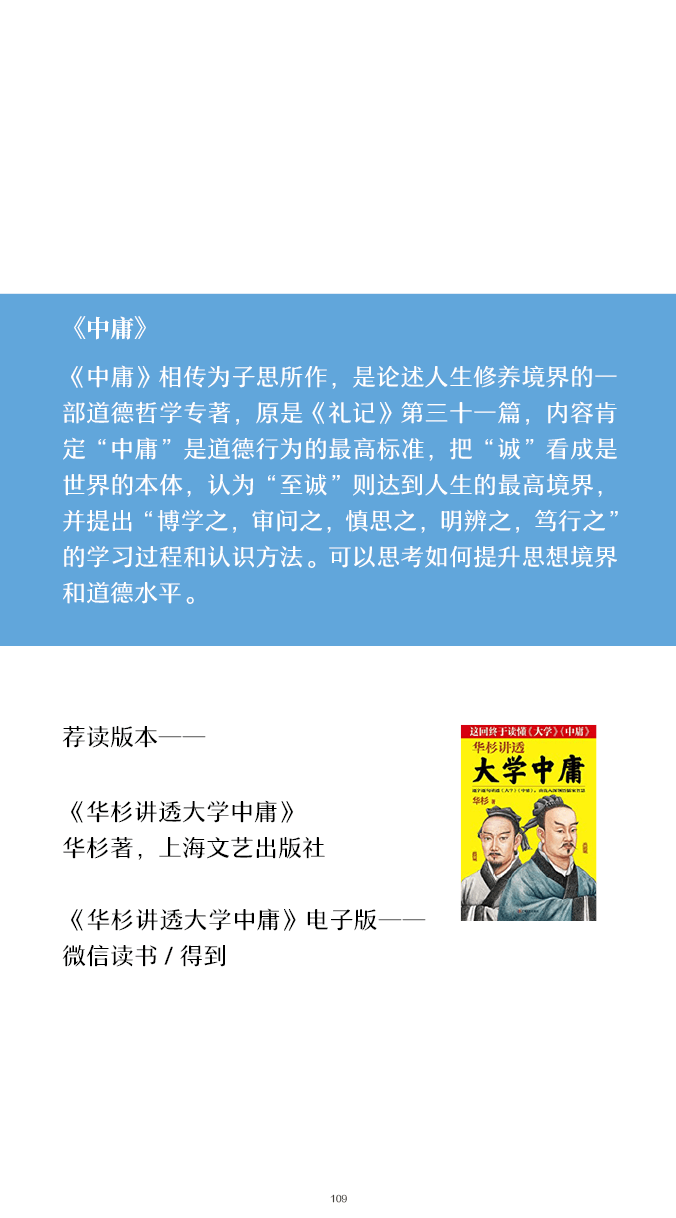 《中庸》
《中庸》相传为子思所作，是论述人生修养境界的一
部道德哲学专著，原是《礼记》第三十一篇，内容肯
定“中庸”是道德行为的最高标准，把“诚”看成是
世界的本体，认为“至诚”则达到人生的最高境界，
并提出“博学之，审问之，慎思之，明辨之，笃行之”
的学习过程和认识方法。可以思考如何提升思想境界
和道德水平。
荐读版本——
《华杉讲透大学中庸》
华杉著，上海文艺出版社
《华杉讲透大学中庸》电子版——
微信读书 / 得到
这回终于读懂《大学》《中庸》
华杉讲透
大学中庸
华杉 著
109